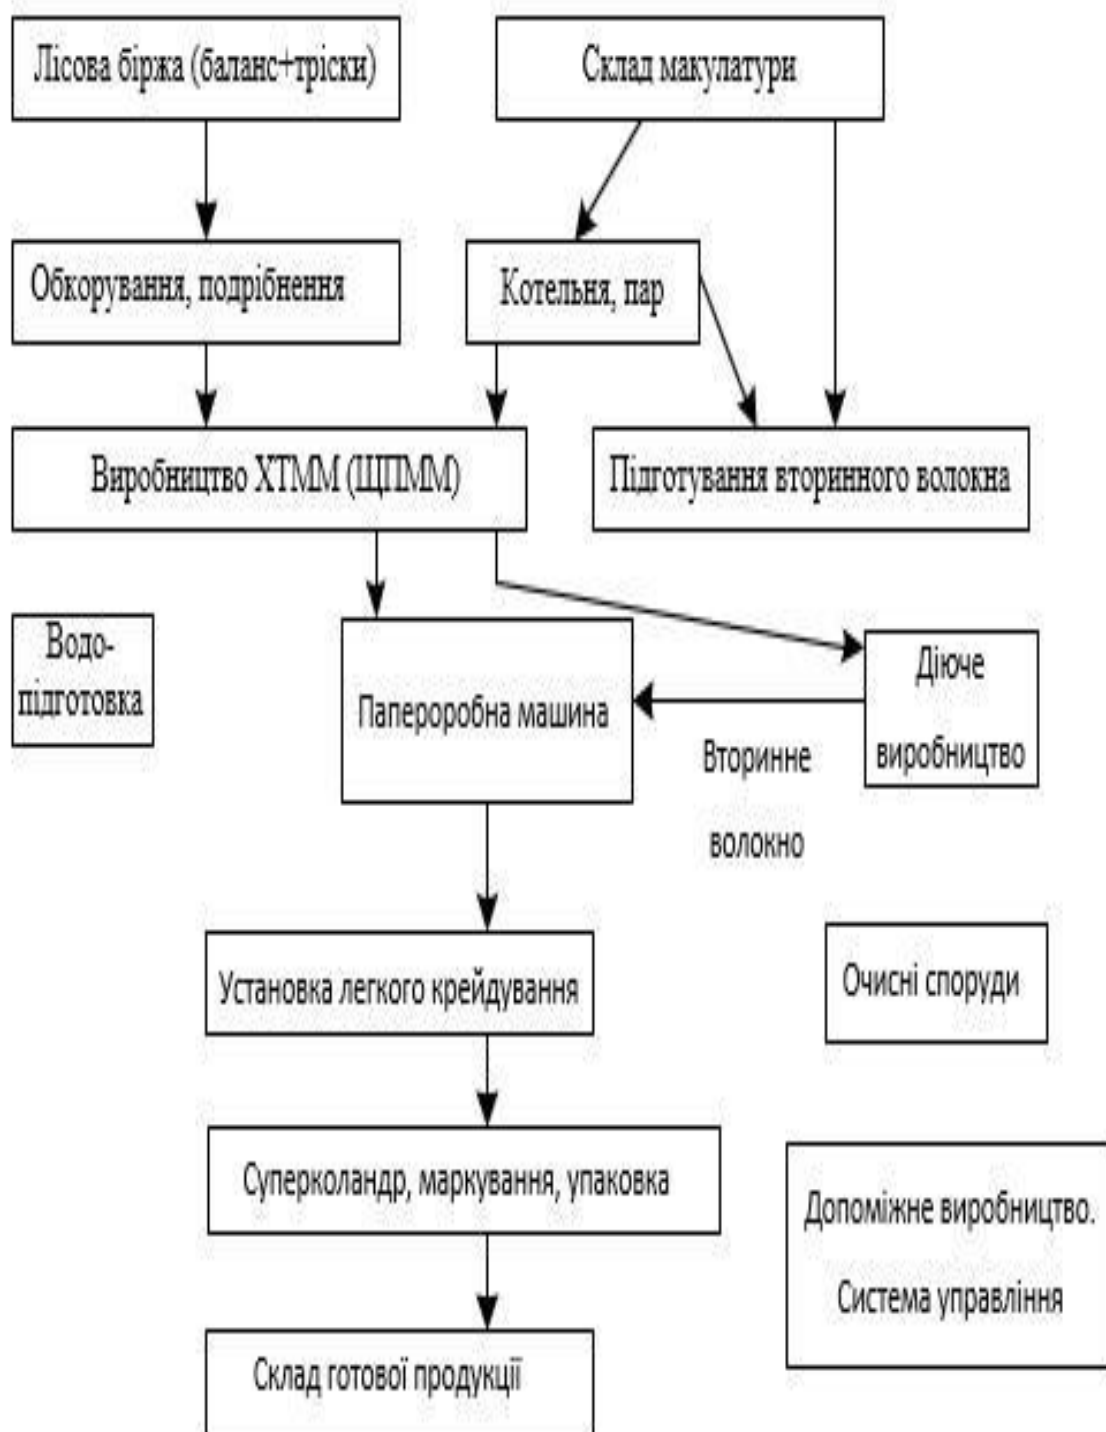 Лісова біржа (баланс+тріски)
Склад макулатури
Обкорування, подрібнення
Котельня, пар
Виробництво ХТММ (ЩПММ)
Підготування вторинного волокна
Водо-
підготовка
Папероробна машина
Діюче
виробництво
Вторинне
волокно
Установка легкого крейдування
Очисні споруди
Суперколандр, маркування, упаковка
Допоміжне виробництво.
Система управління
Склад готової продукції